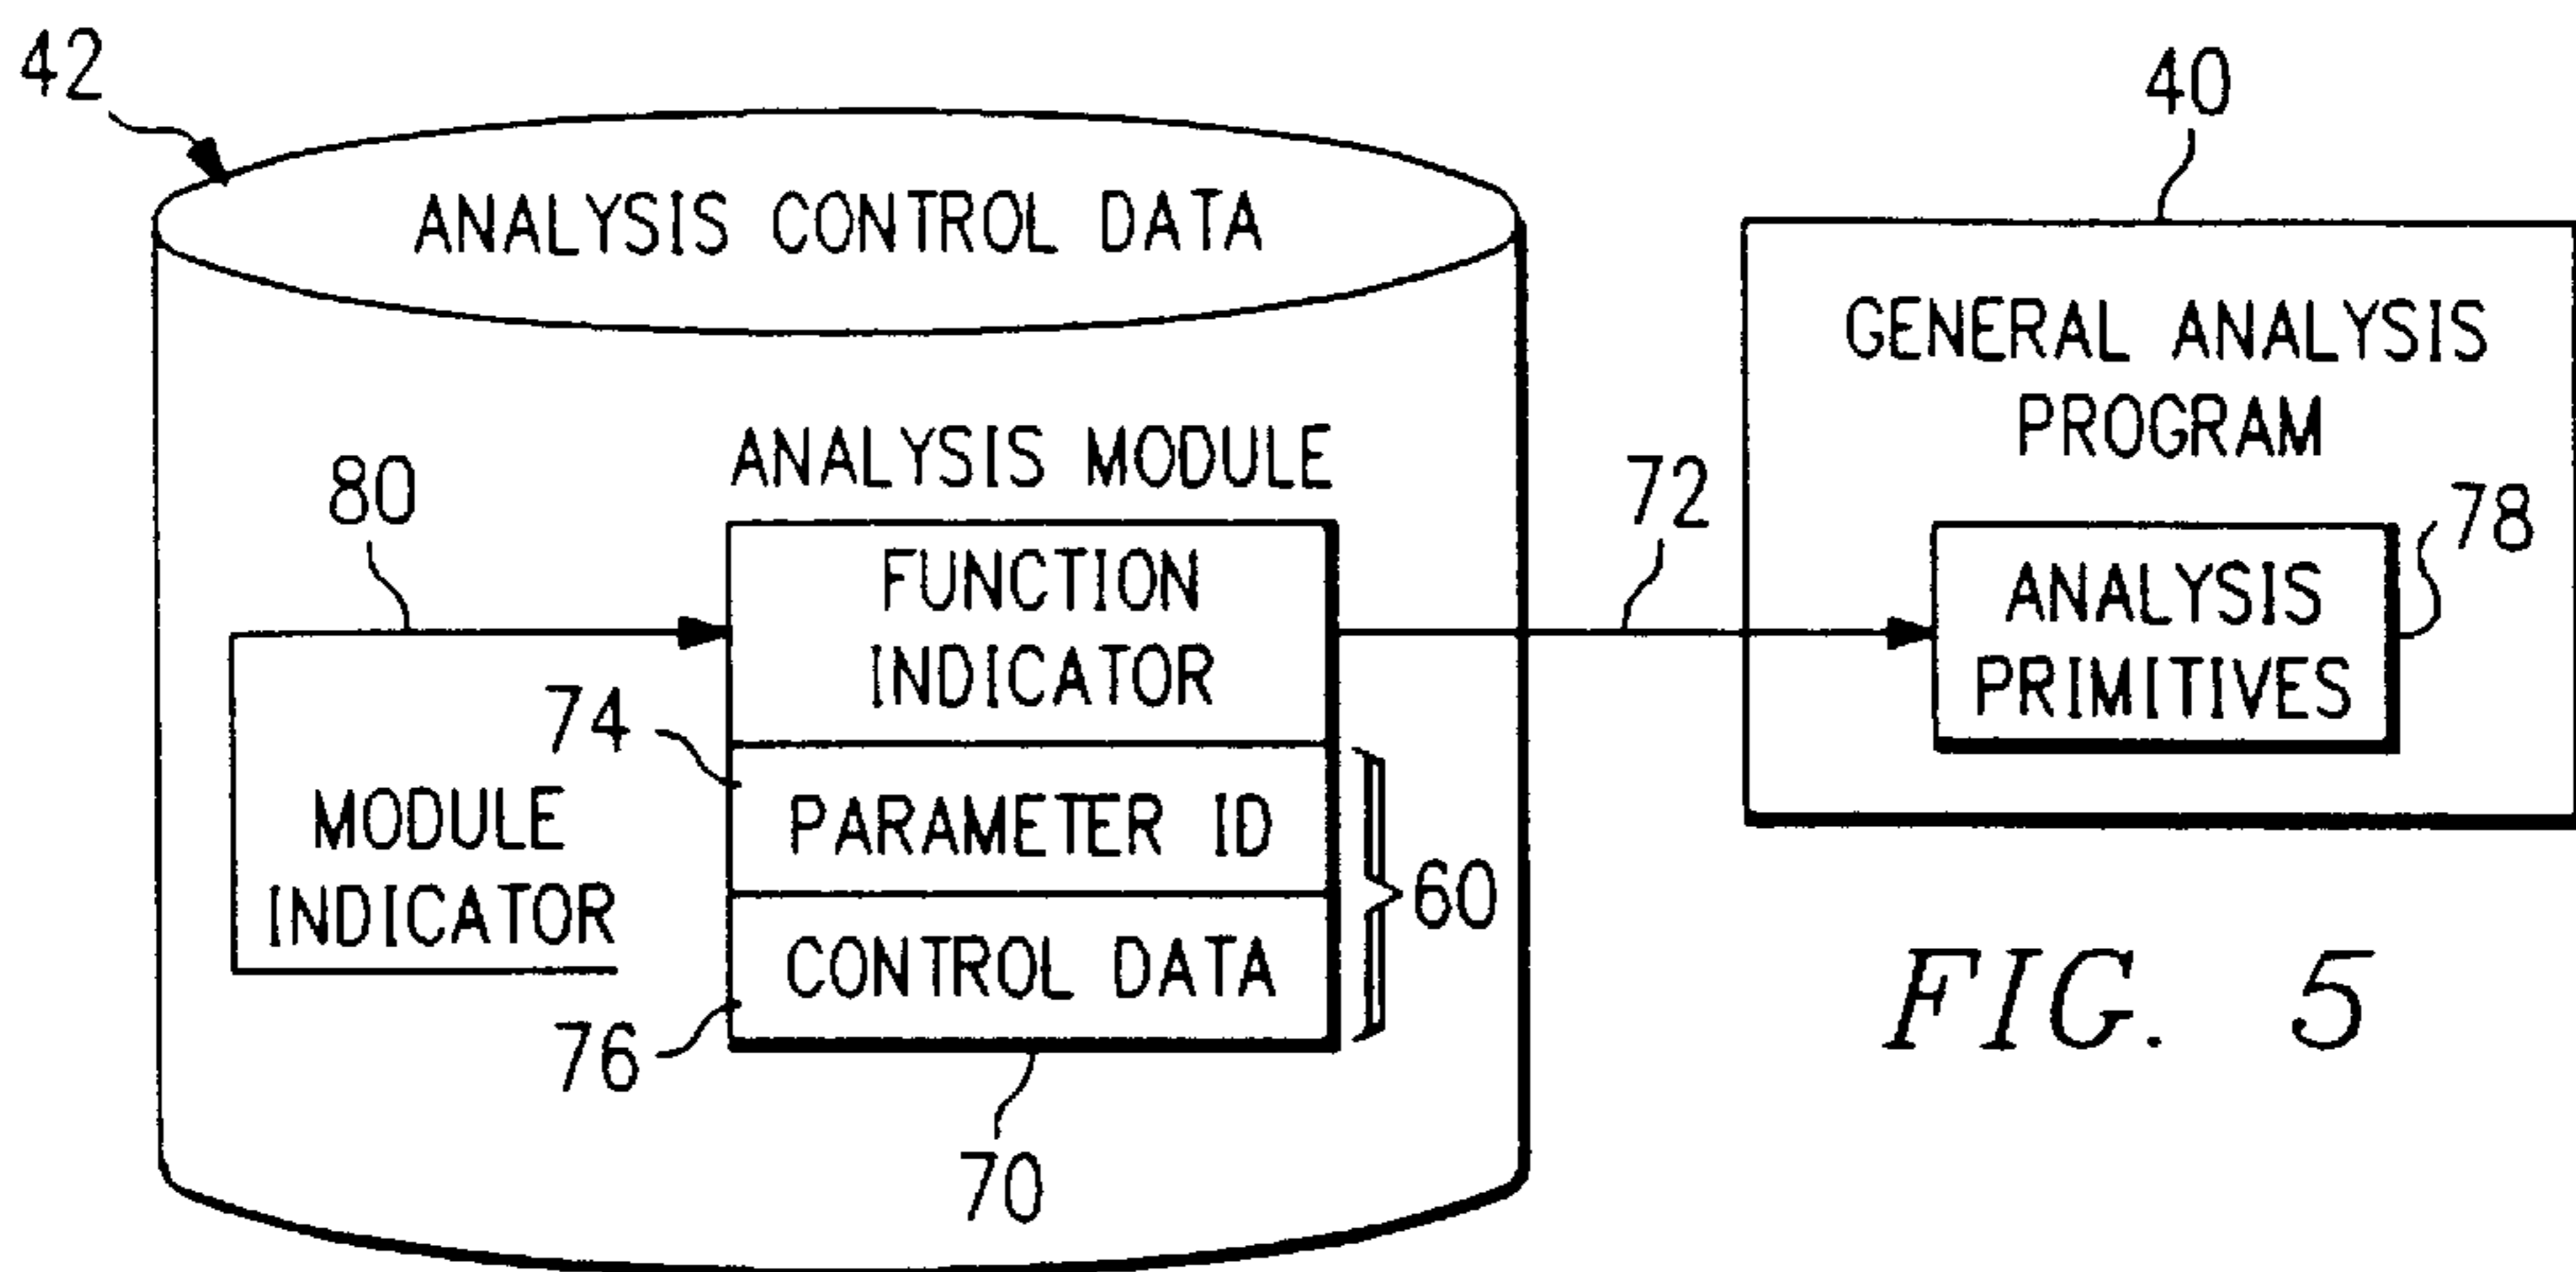 42
ANALYSIS CONTROL DATA
40
GENERAL ANALYSIS
PROGRAM
ANALYSIS MODULE
80
72
78
FUNCTION
INDICATOR
ANALYSIS
PRIMITIVES
74
MODULE
INDICATOR
PARAMETER ID
60
CONTROL DATA
76
70
FIG. 5